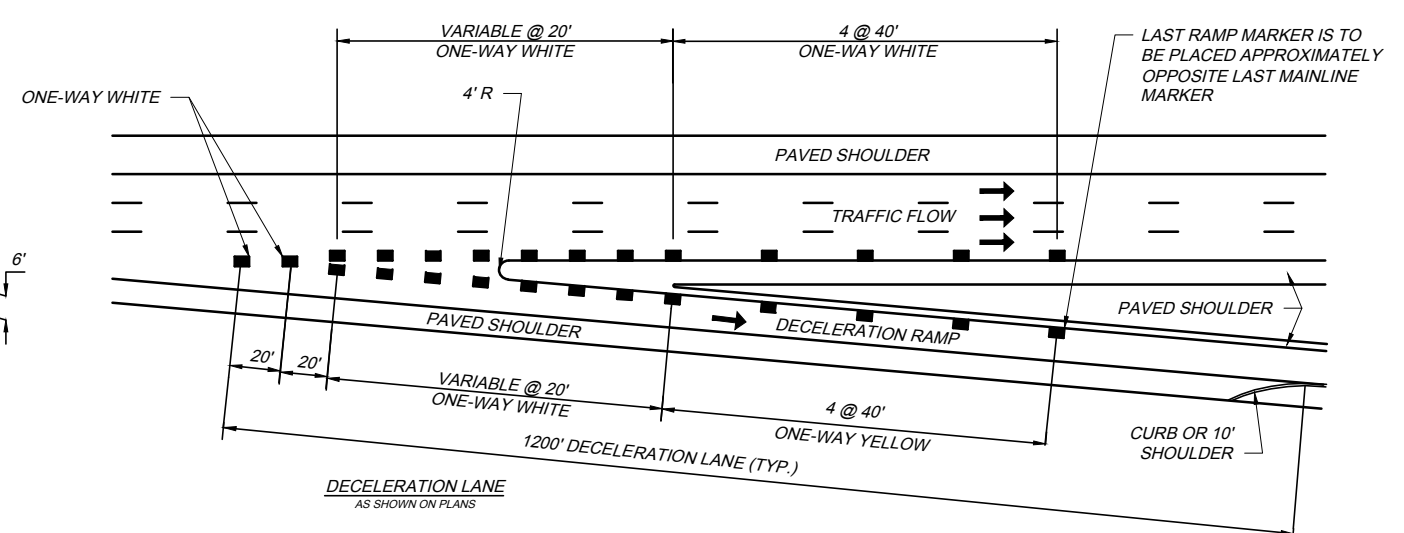 VARIABLE @ 20'
ONE-WAY WHITE
4 @ 40'
ONE-WAY WHITE
LAST RAMP MARKER IS TO
BE PLACED APPROXIMATELY
OPPOSITE LAST MAINLINE
MARKER
ONE-WAY WHITE
4' R
PAVED SHOULDER
TRAFFIC FLOW
6'
PAVED SHOULDER
PAVED SHOULDER
DECELERATION RAMP
20'
20'
VARIABLE @ 20'
ONE-WAY WHITE
4 @ 40'
ONE-WAY YELLOW
CURB OR 10'
SHOULDER
1200' DECELERATION LANE (TYP.)
DECELERATION LANE
AS SHOWN ON PLANS